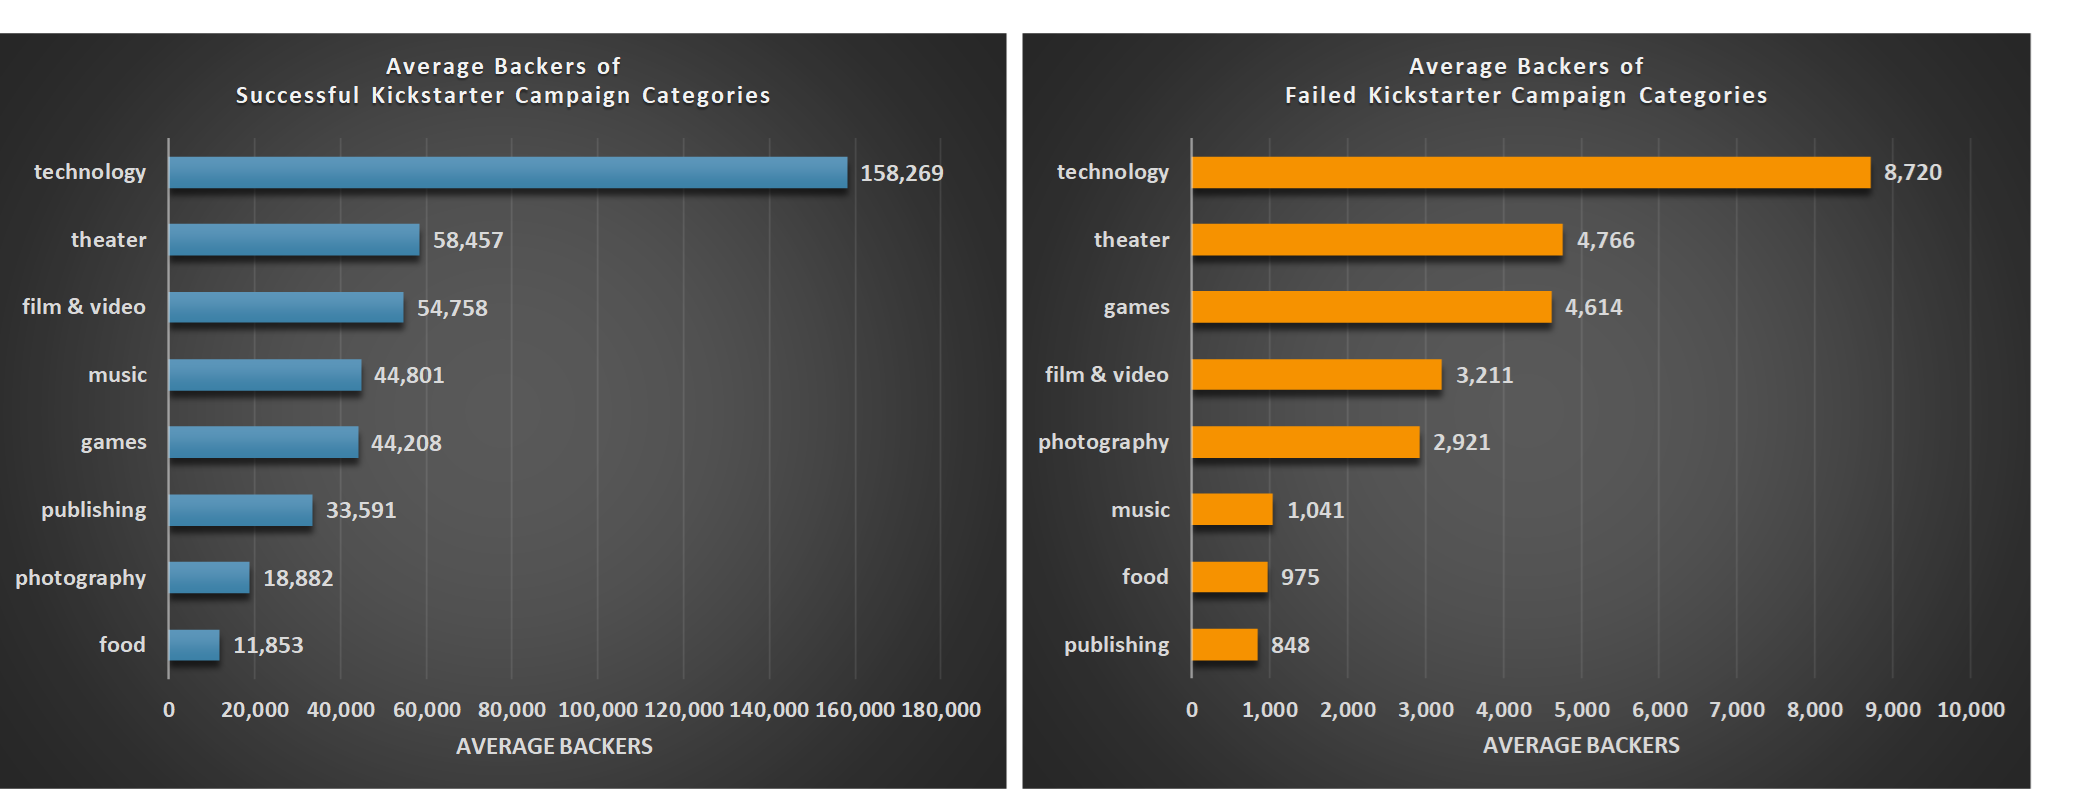 Average Backers of
Successful Kickstarter Campaign Categories
technology 158,269
theater 58,457
film & video 54,758
music 44,801
games 44,208
publishing 33,591
photography 18,882
food 11,853
0 20,000 40,000 60,000 80,000 100,000 120,000 140,000 160,000 180,000
AVERAGE BACKERS
Average Backers of
Failed Kickstarter Campaign Categories
technology 8,720
theater 4,766
games 4,614
film & video 3,211
photography 2,921
music 1,041
food 975
publishing 848
0 1,000 2,000 3,000 4,000 5,000 6,000 7,000 8,000 9,000 10,000
AVERAGE BACKERS